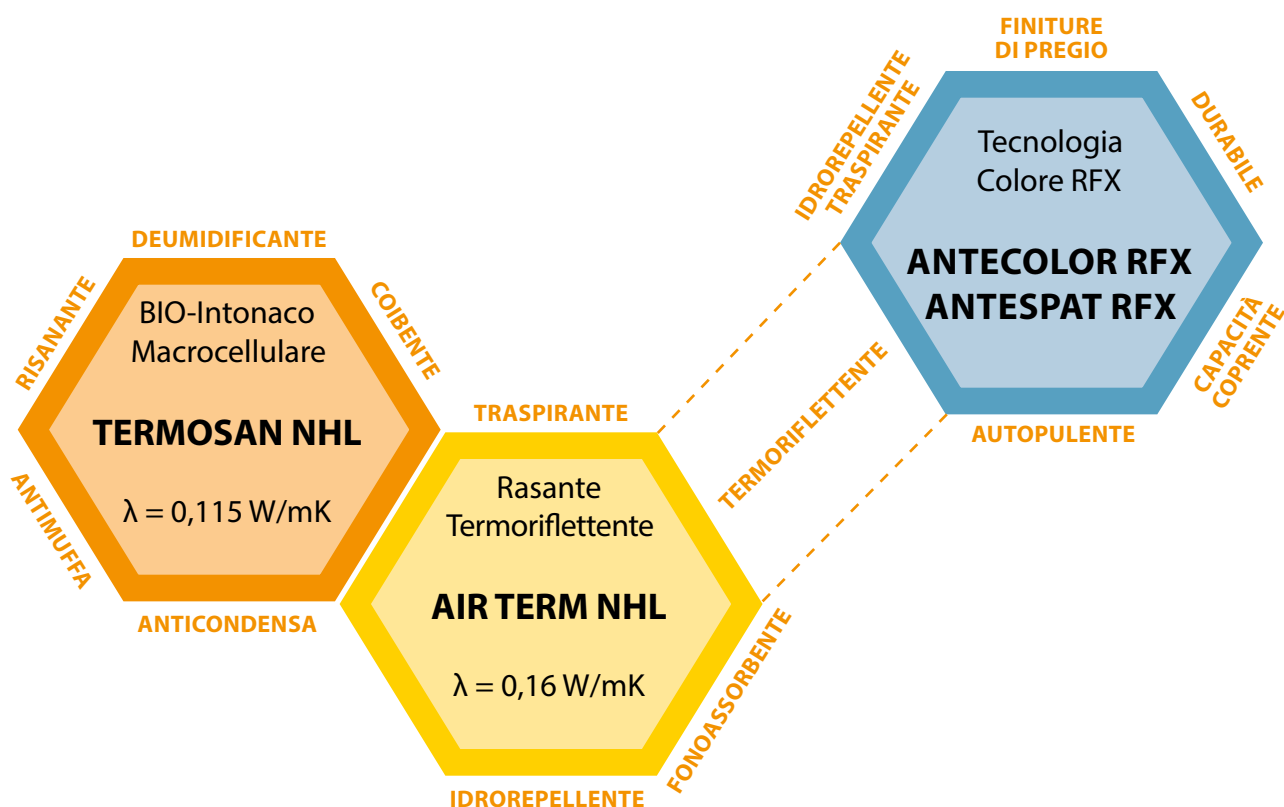 DEUMIDIFICANTE
RISANANTE
COIBENTE
BIO-Intonaco
Macrocellulare
TERMOSAN NHL
λ = 0,115 W/mK
ANTIMUFFA
ANTICONDENSA
TRASPIRANTE
Rasante
Termoriflettente
AIR TERM NHL
λ = 0,16 W/mK
FONOASSORBENTE
IDROREPELLENTE
TERMORIFLETTENTE
FINITURE
DI PREGIO
IDROREPELLENTE
TRASPIRANTE
DURABILE
Tecnologia
Colore RFX
ANTECOLOR RFX
ANTESPAT RFX
CAPACITÀ
COPRENTE
AUTOPULENTE